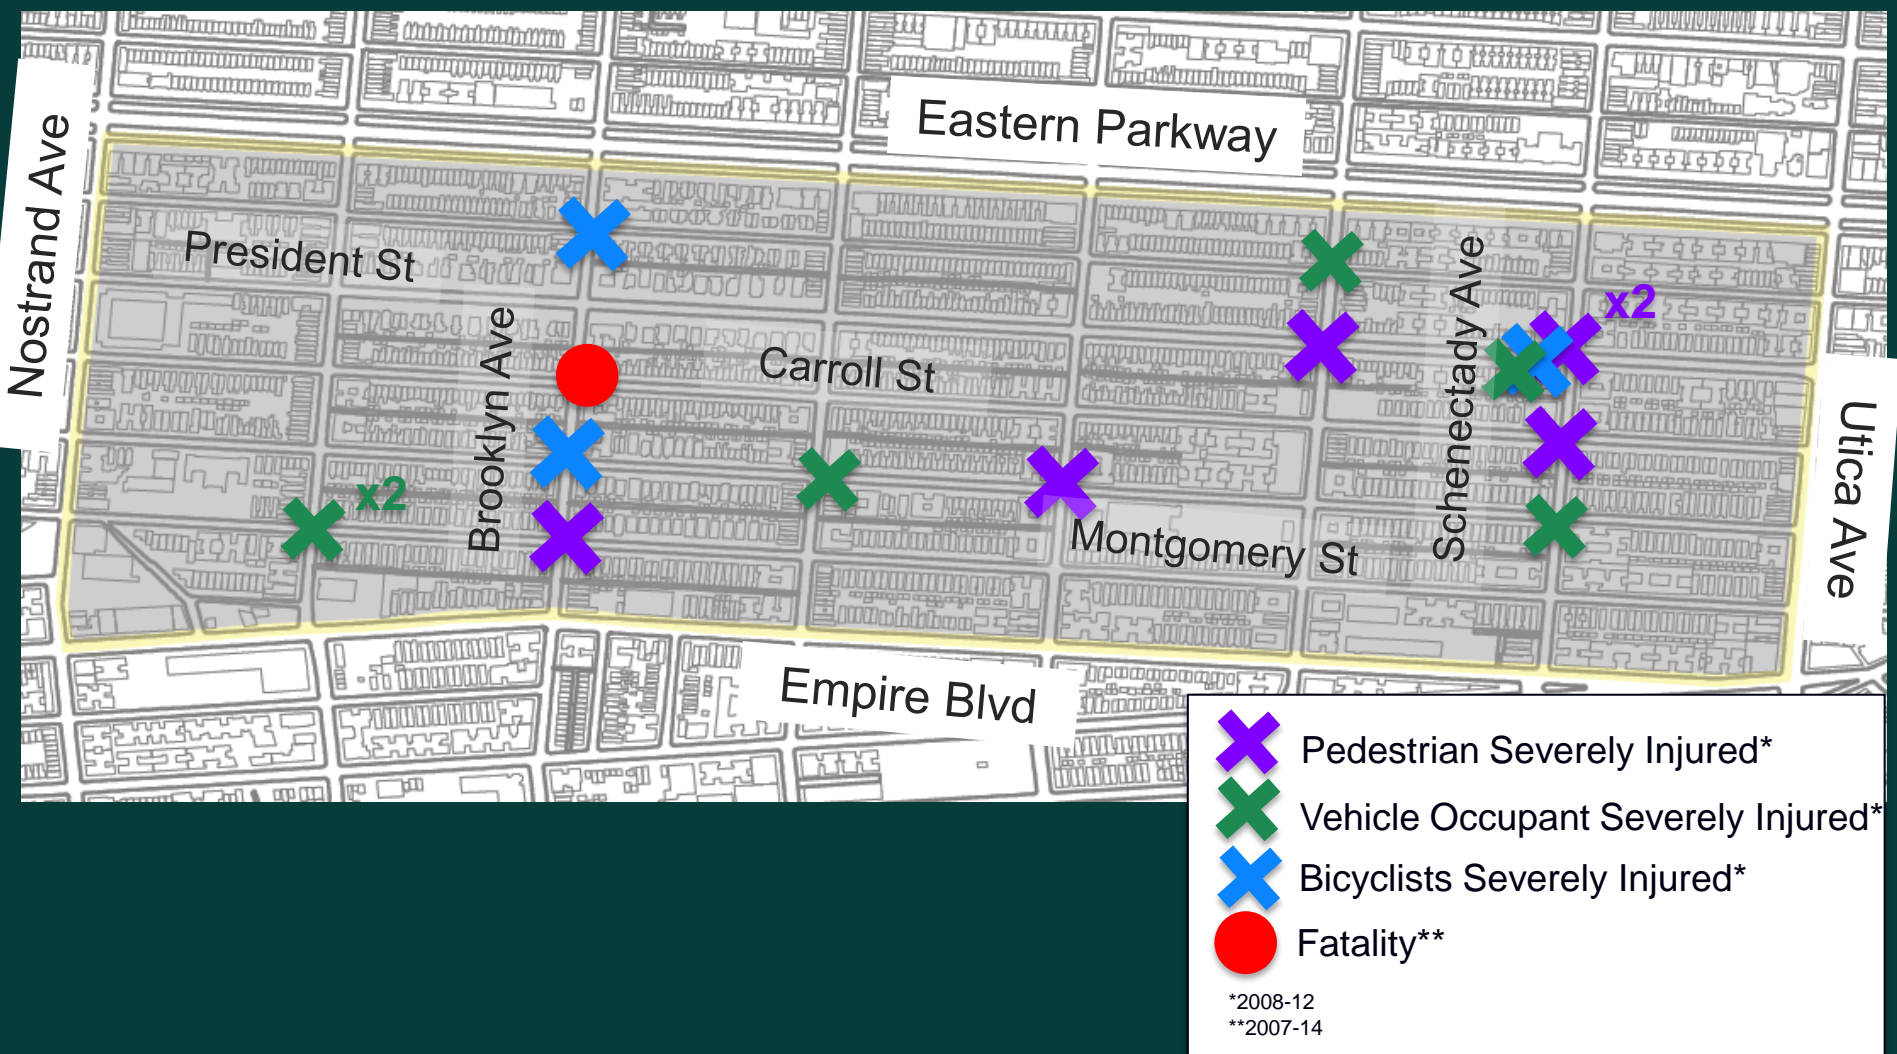 Eastern Parkway
Nostrand Ave
President St
Brooklyn Ave
Carroll St
Schenectady Ave
x2
Utica Ave
x2
Montgomery St
Empire Blvd
Pedestrian Severely Injured*
Vehicle Occupant Severely Injured*
Bicyclists Severely Injured*
Fatality**
*2008-12
**2007-14